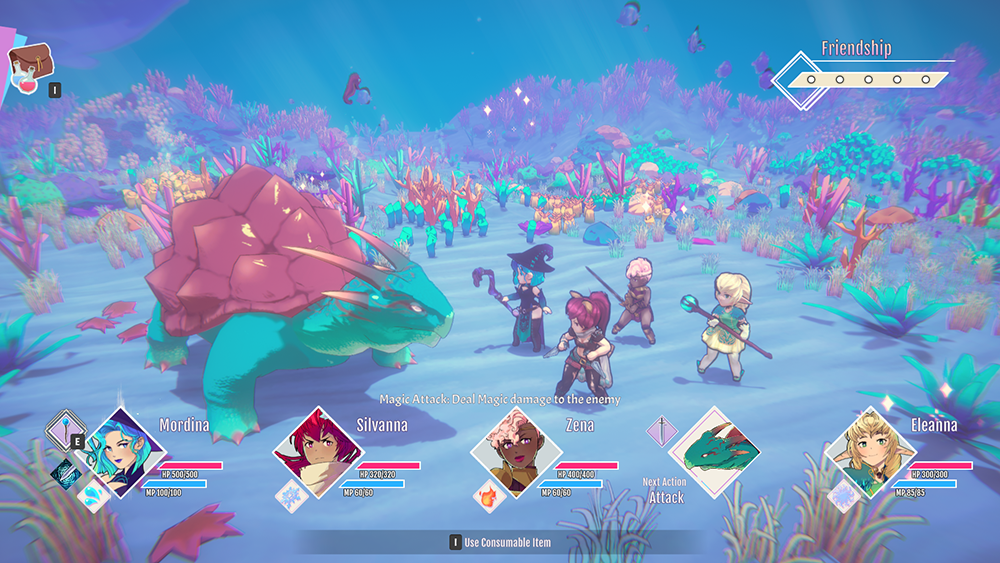 Friendship
I
Magic Attack: Deal Magic damage to the enemy
Mordina
E
HP 500/500
MP 100/100
Silvanna
HP 320/320
MP 60/60
Zena
HP 400/400
MP 60/60
Next Action
Attack
Eleanna
HP 300/300
MP 85/85
I Use Consumable Item